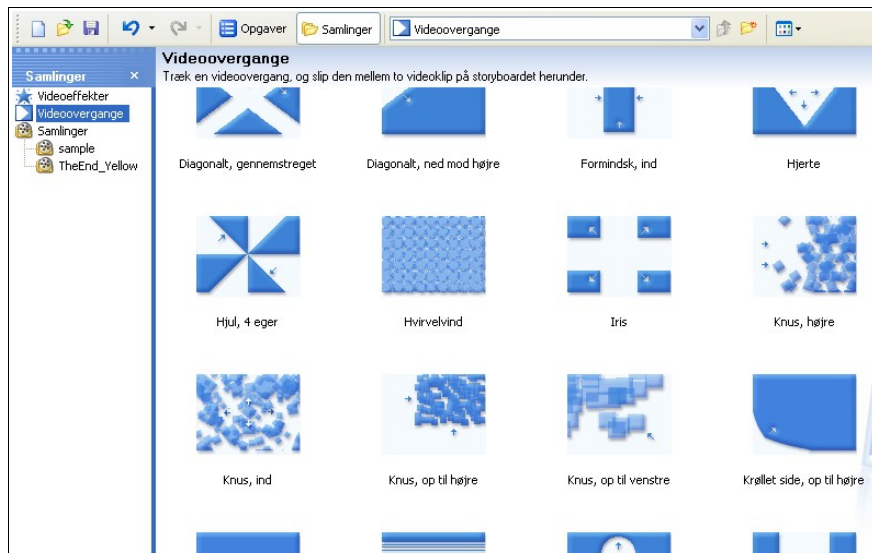 Opgaver
Samlinger
Videoovergange
Samlinger ×
Videoeffekter
Videoovergange
Samlinger
sample
TheEnd_Yellow
Videoovergange
Træk en videoovergang, og slip den mellem to videoklip på storyboardet herunder.
Diagonalt, gennemstreget
Diagonalt, ned mod højre
Formindsk, ind
Hjerte
Hjul, 4 eger
Hvirvelvind
Iris
Knus, højre
Knus, ind
Knus, op til højre
Knus, op til venstre
Krøllet side, op til højre